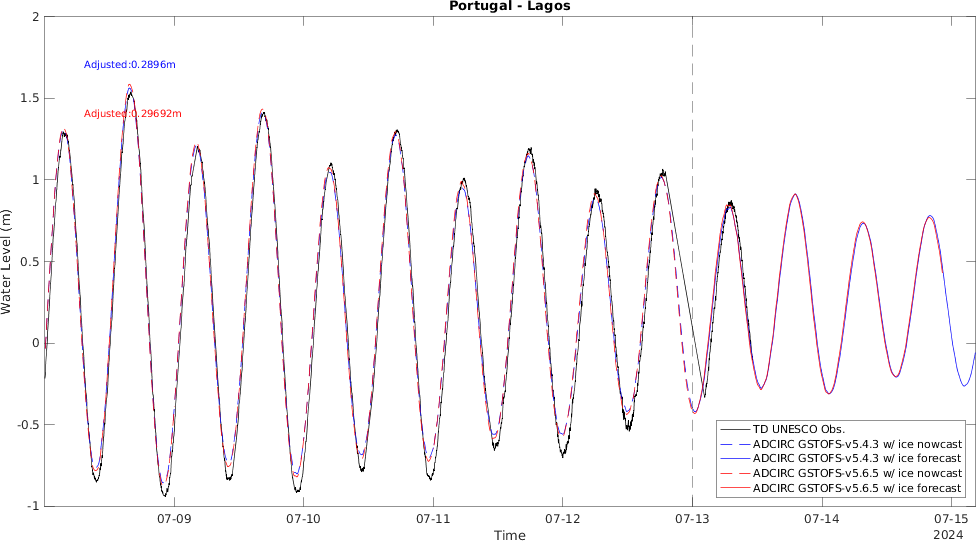 Portugal - Lagos
2
1.5
1
0.5
0
-0.5
-1
Water Level (m)
Adjusted:0.2896m
Adjusted:0.29692m
TD UNESCO Obs.
ADCIRC GSTOFS-v5.4.3 w/ ice nowcast
ADCIRC GSTOFS-v5.4.3 w/ ice forecast
ADCIRC GSTOFS-v5.6.5 w/ ice nowcast
ADCIRC GSTOFS-v5.6.5 w/ ice forecast
07-09 07-10 07-11 07-12 07-13 07-14 07-15
Time
2024